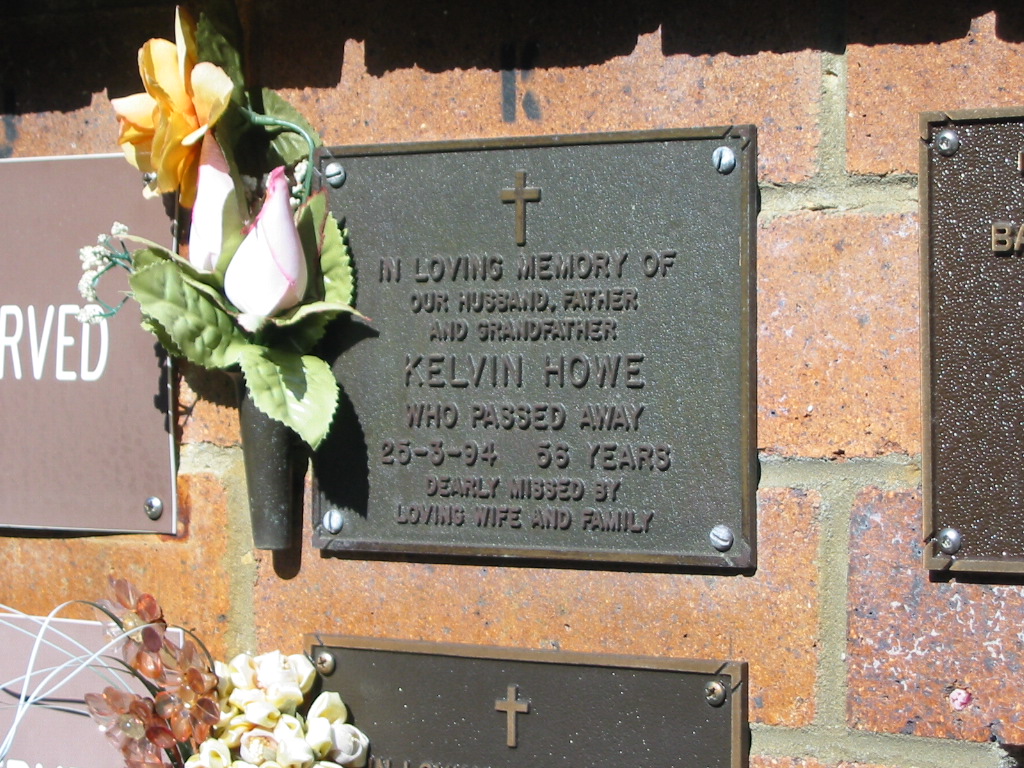 RVED
IN LOVING MEMORY OF
OUR HUSBAND, FATHER
AND GRANDFATHER
KELVIN HOWE
WHO PASSED AWAY
25-3-94 56 YEARS
DEARLY MISSED BY
LOVING WIFE AND FAMILY
BA